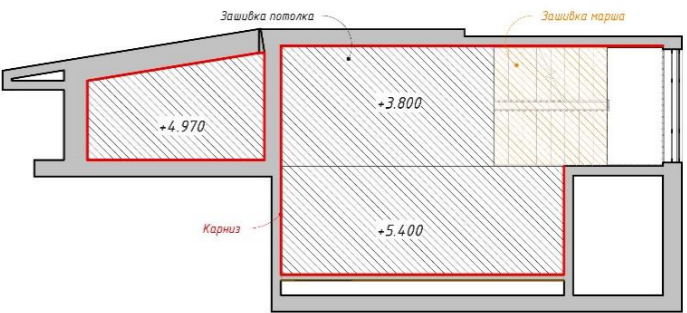 Зашивка потолка
Зашивка марша
+3.800
+4.970
Карниз
+5.400